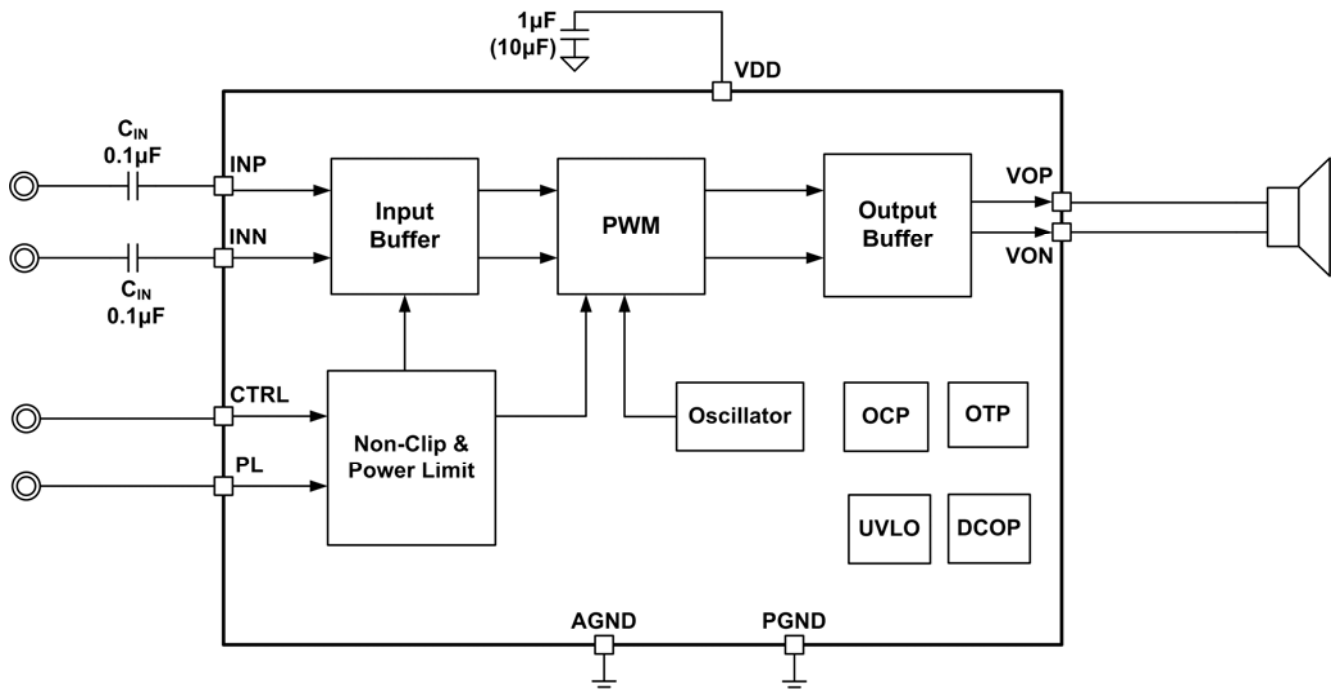 1µF
(10µF)
VDD
CIN
0.1µF
INP
INN
CIN
0.1µF
Input
Buffer
PWM
Output
Buffer
VOP
VON
CTRL
PL
Non-Clip &
Power Limit
Oscillator
OCP
OTP
UVLO
DCOP
AGND
PGND